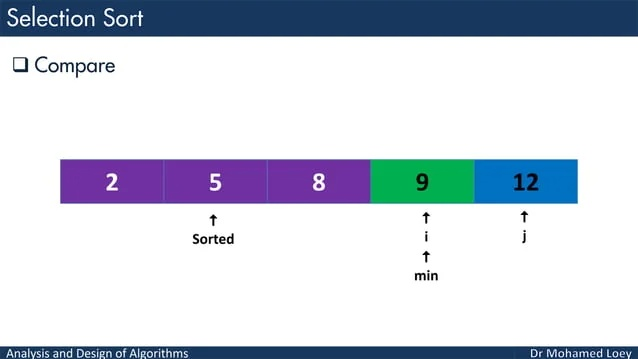 Selection Sort
❑ Compare
2 5 8 9 12
↑ ↑ ↑
Sorted i j
↑
min
Analysis and Design of Algorithms Dr Mohamed Loey